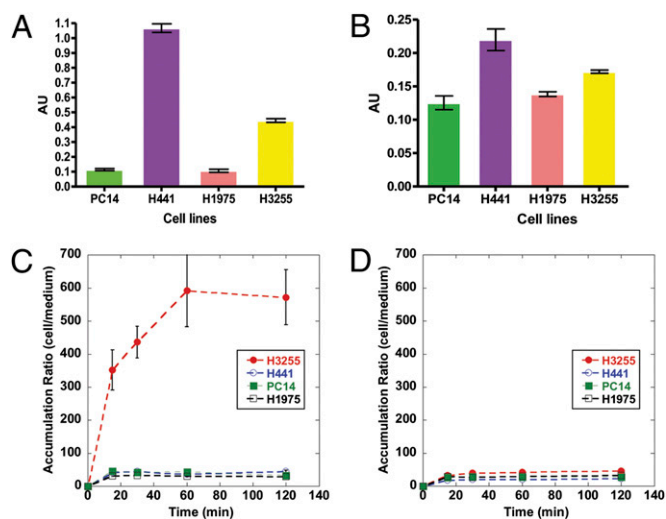 A
1.1
1.0
0.9
0.8
0.7
0.6
0.5
0.4
0.3
0.2
0.1
0.0
AU
PC14 H441 H1975 H3255
Cell lines
B
0.25
0.20
0.15
0.10
0.05
0.00
AU
PC14 H441 H1975 H3255
Cell lines
C
700
600
500
400
300
200
100
0
Accumulation Ratio (cell/medium)
H3255
H441
PC14
H1975
0 20 40 60 80 100 120 140
Time (min)
D
700
600
500
400
300
200
100
0
Accumulation Ratio (cell/medium)
H3255
H441
PC14
H1975
0 20 40 60 80 100 120 140
Time (min)